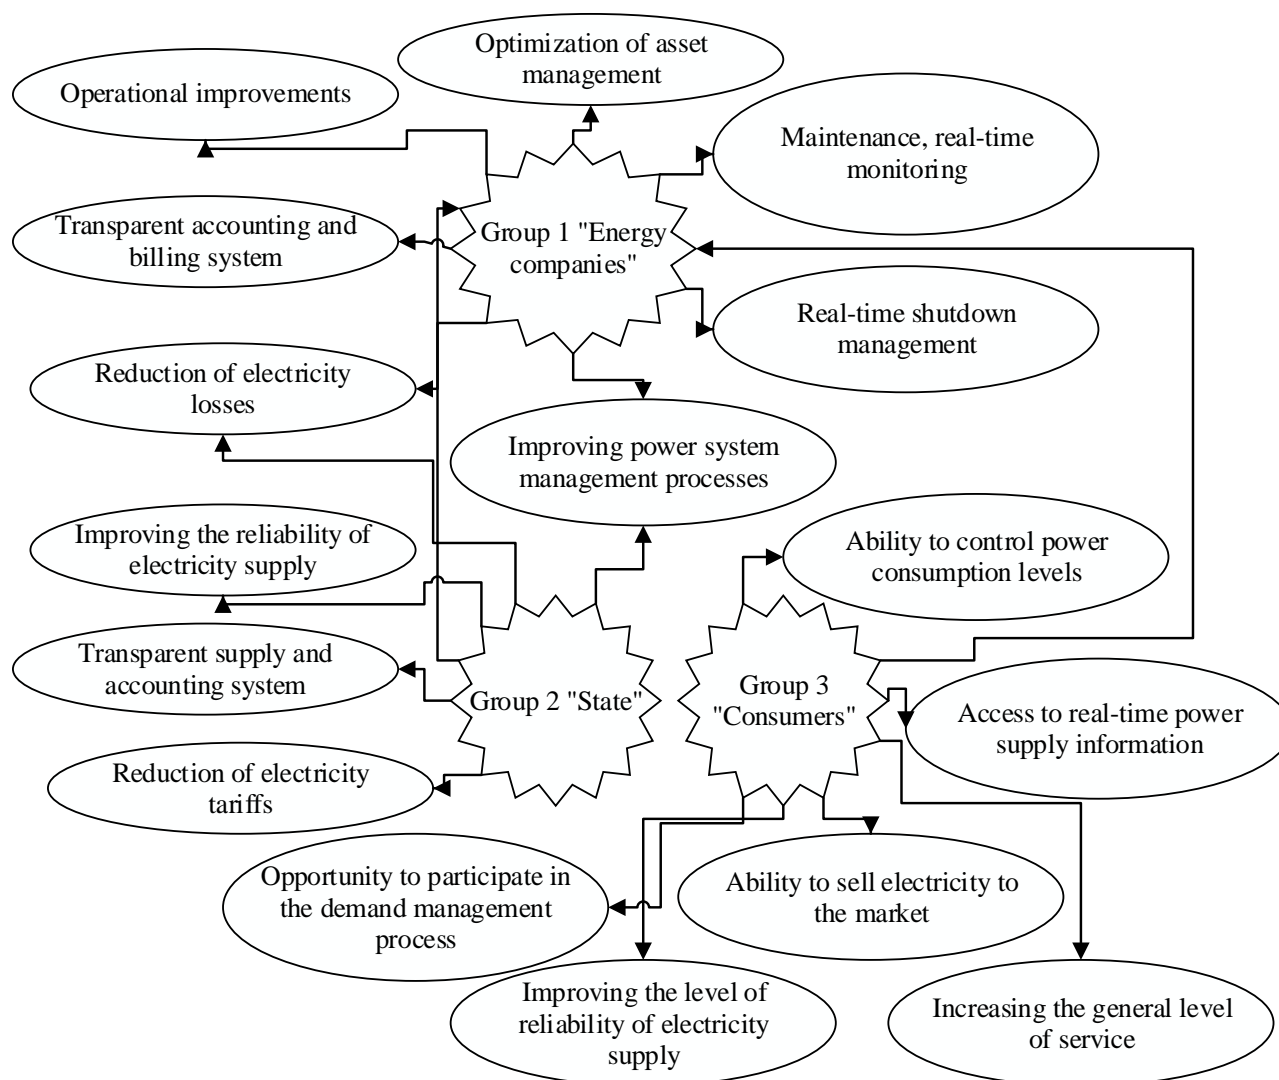 Optimization of asset
management
Operational improvements
Maintenance, real-time
monitoring
Transparent accounting and
billing system
Group 1 "Energy
companies"
Real-time shutdown
management
Reduction of electricity
losses
Improving power system
management processes
Improving the reliability of
electricity supply
Ability to control power
consumption levels
Transparent supply and
accounting system
Group 2 "State"
Group 3
"Consumers"
Access to real-time power
supply information
Reduction of electricity
tariffs
Opportunity to participate in
the demand management
process
Ability to sell electricity to
the market
Improving the level of
reliability of electricity
supply
Increasing the general level
of service